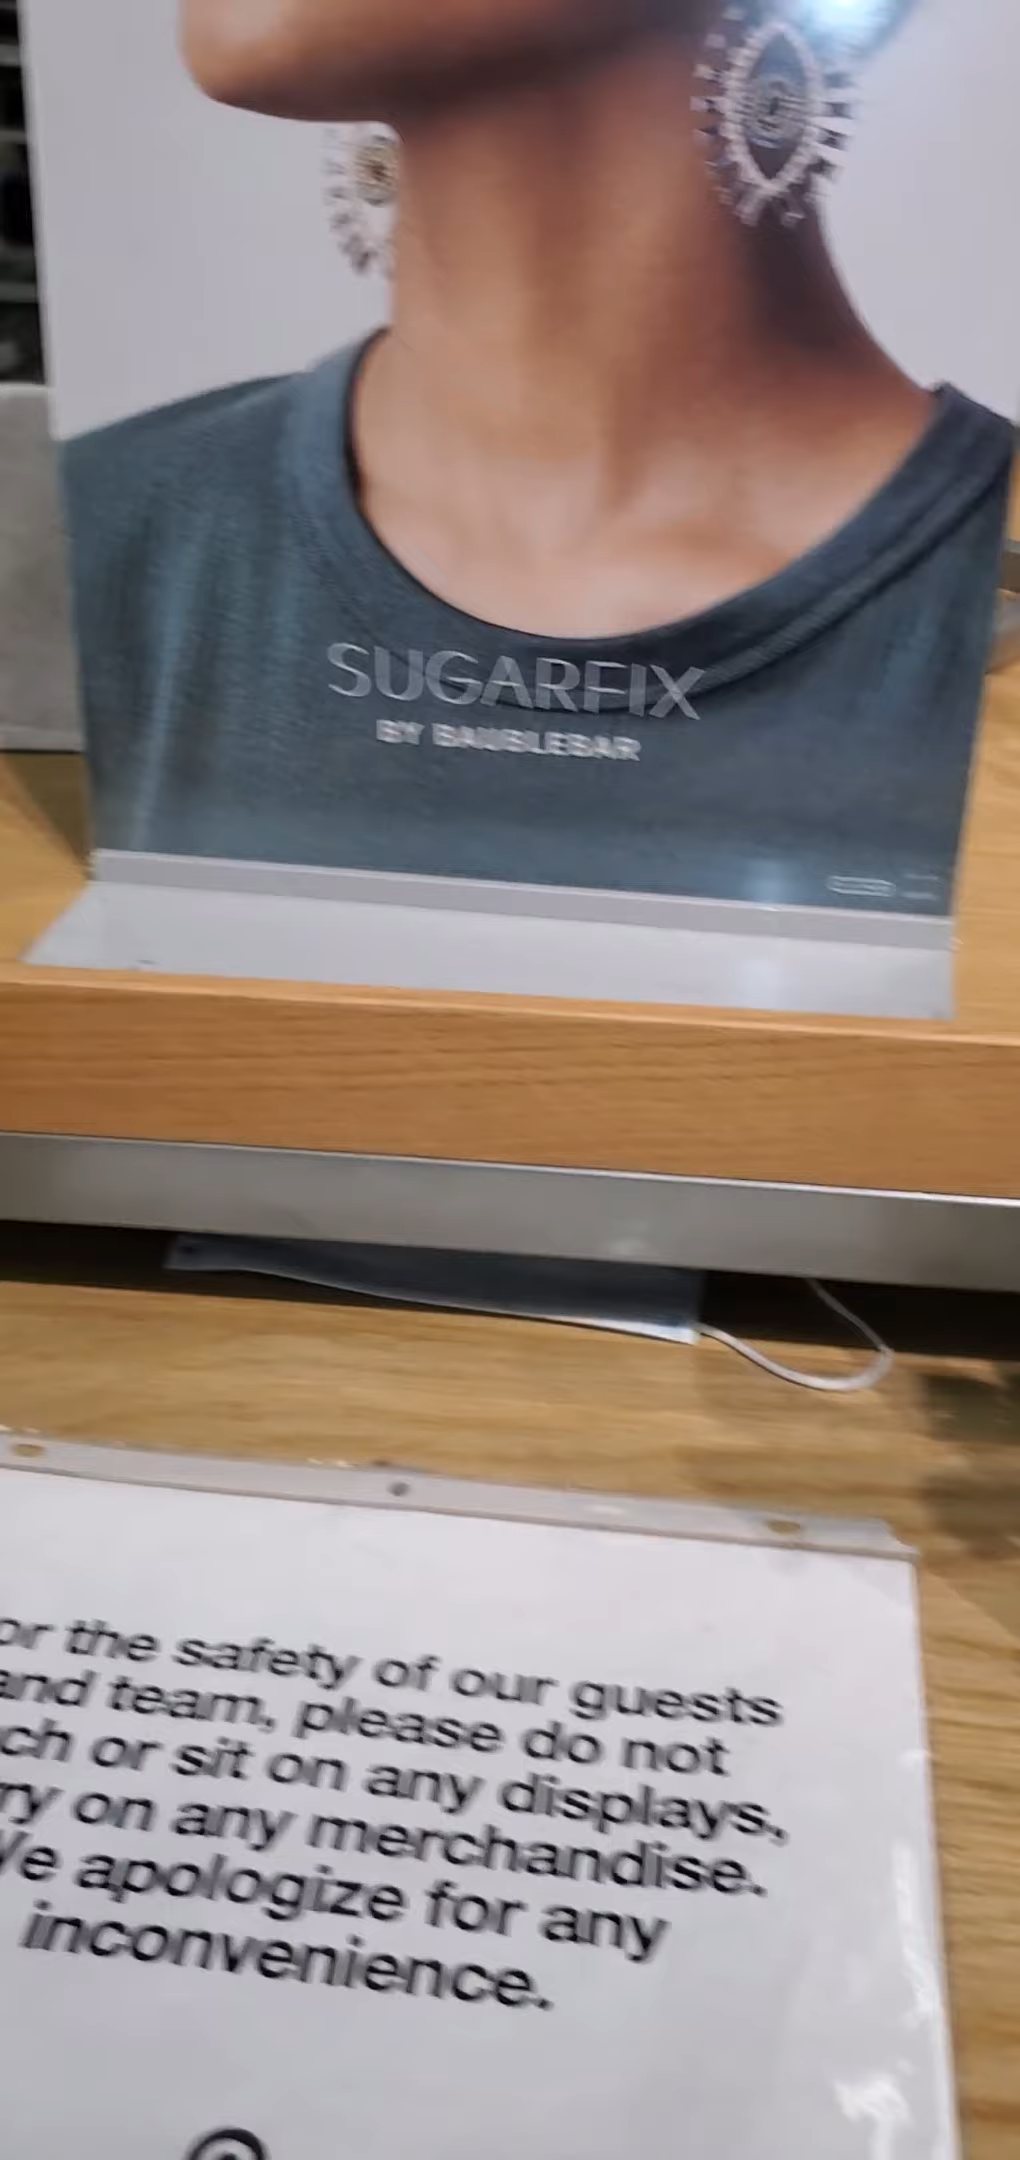 SUGARFIX
BY BAUBLEBAR
or the safety of our guests
and team, please do not
ch or sit on any displays,
ry on any merchandise.
We apologize for any
inconvenience.